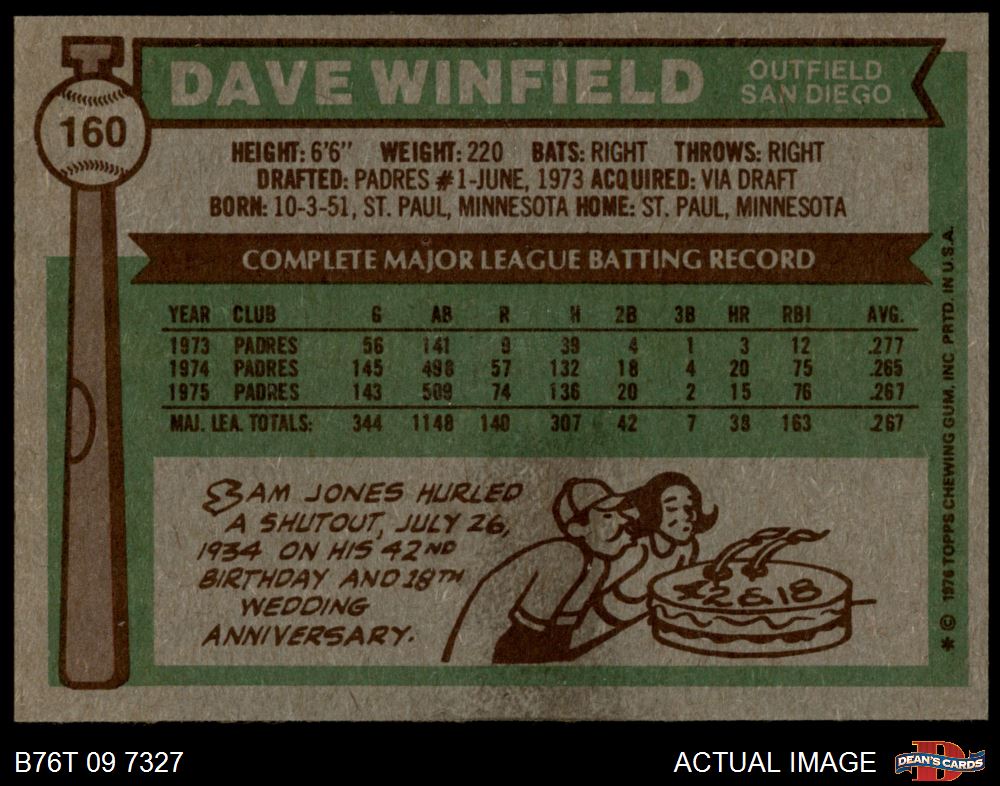 160
DAVE WINFIELD
OUTFIELD
SAN DIEGO
HEIGHT: 6'6" WEIGHT: 220 BATS: RIGHT THROWS: RIGHT
DRAFTED: PADRES #1-JUNE, 1973 ACQUIRED: VIA DRAFT
BORN: 10-3-51, ST. PAUL, MINNESOTA HOME: ST. PAUL, MINNESOTA
COMPLETE MAJOR LEAGUE BATTING RECORD
YEAR CLUB G AB R H 2B 3B HR RBI AVG.
1973 PADRES 56 141 9 39 4 1 3 12 .277
1974 PADRES 145 498 57 132 18 4 20 75 .265
1975 PADRES 143 509 74 136 20 2 15 76 .267
MAJ. LEA. TOTALS: 344 1148 140 307 42 7 38 163 .267
SAM JONES HURLED
A SHUTOUT, JULY 26,
1934 ON HIS 42ND
BIRTHDAY AND 18TH
WEDDING
ANNIVERSARY.
42 & 18
* © 1976 TOPPS CHEWING GUM, INC. PRTD. IN U.S.A.
B76T 09 7327
ACTUAL IMAGE
D
DEAN'S CARDS